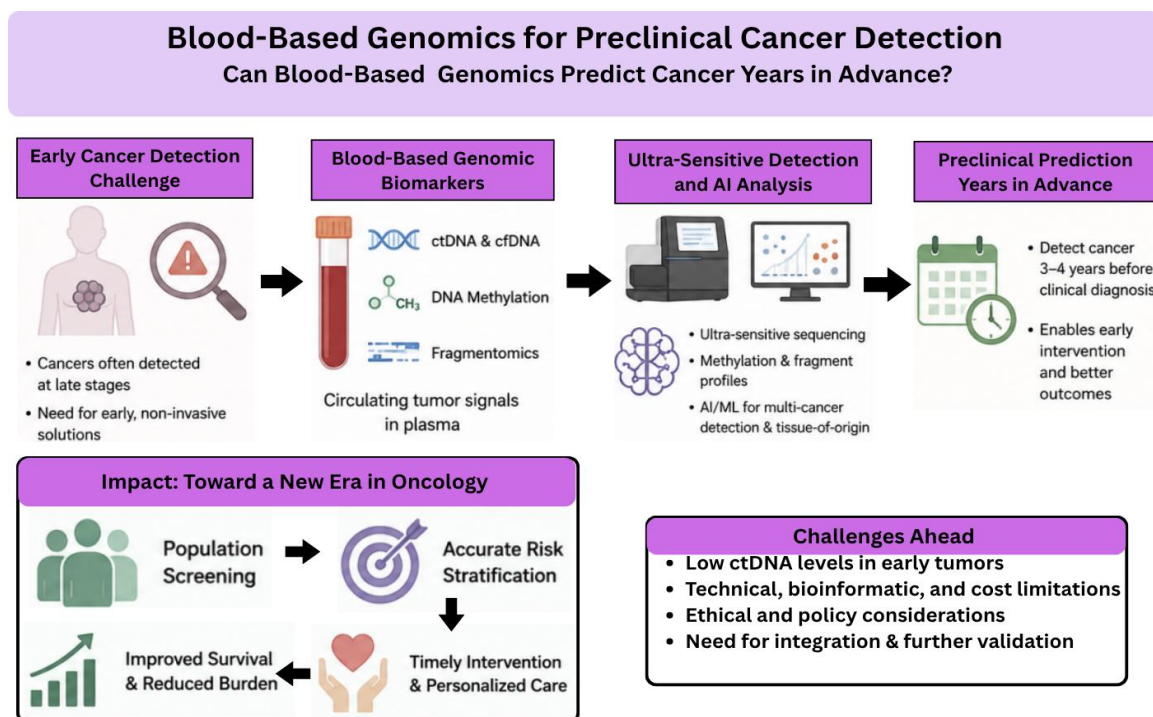 Blood-Based Genomics for Preclinical Cancer Detection
Can Blood-Based Genomics Predict Cancer Years in Advance?
Early Cancer Detection
Challenge
• Cancers often detected
at late stages
• Need for early, non-invasive
solutions
Blood-Based Genomic
Biomarkers
ctDNA & cfDNA
CH₃
DNA Methylation
Fragmentomics
Circulating tumor signals
in plasma
Ultra-Sensitive Detection
and AI Analysis
• Ultra-sensitive sequencing
• Methylation & fragment
profiles
• AI/ML for multi-cancer
detection & tissue-of-origin
Preclinical Prediction
Years in Advance
• Detect cancer
3–4 years before
clinical diagnosis
• Enables early
intervention
and better
outcomes
Impact: Toward a New Era in Oncology
Population
Screening
Accurate Risk
Stratification
Timely Intervention
& Personalized Care
Improved Survival
& Reduced Burden
Challenges Ahead
• Low ctDNA levels in early tumors
• Technical, bioinformatic, and cost limitations
• Ethical and policy considerations
• Need for integration & further validation